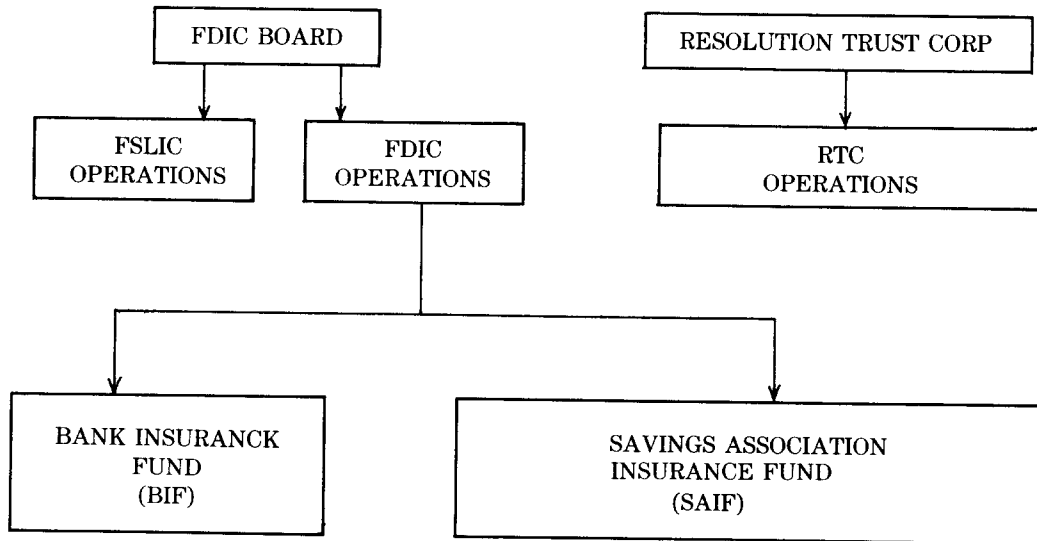 FDIC BOARD
RESOLUTION TRUST CORP
FSLIC
OPERATIONS
FDIC
OPERATIONS
RTC
OPERATIONS
BANK INSURANCK
FUND
(BIF)
SAVINGS ASSOCIATION
INSURANCE FUND
(SAIF)